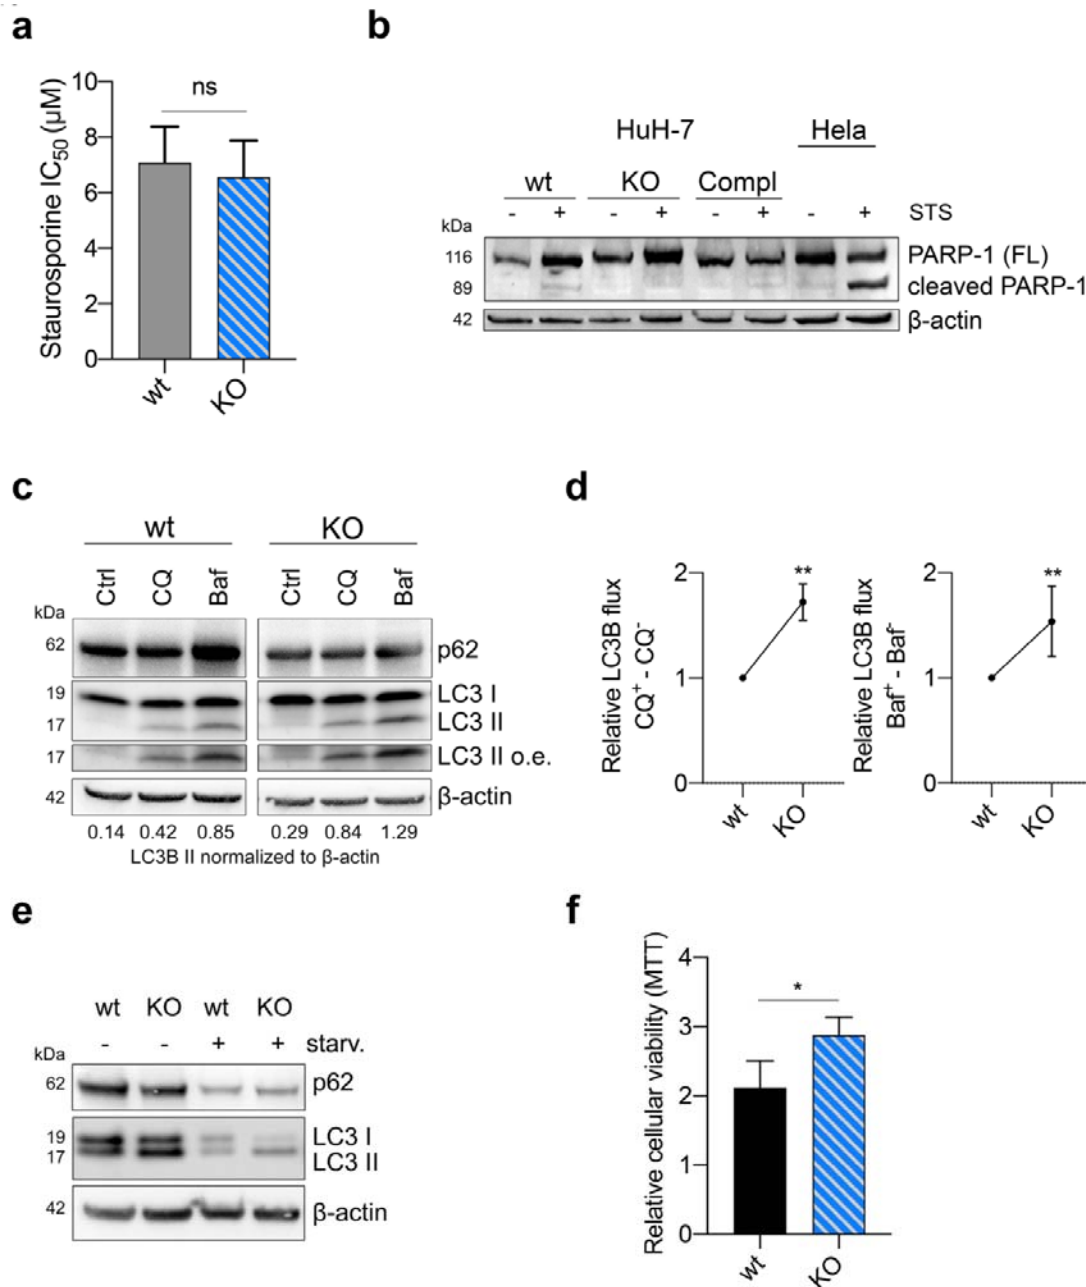 a
Staurosporine IC50 (µM)
10
8
6
4
2
0
ns
wt
KO
b
HuH-7 Hela
wt KO Compl
- + - + - + - + STS
kDa
116 PARP-1 (FL)
89 cleaved PARP-1
42 β-actin
c
wt KO
Ctrl CQ Baf Ctrl CQ Baf
kDa
62 p62
19 LC3 I
17 LC3 II
17 LC3 II o.e.
42 β-actin
0.14 0.42 0.85 0.29 0.84 1.29
LC3B II normalized to β-actin
d
Relative LC3B flux
CQ+ - CQ-
2
1
0
**
wt
KO
Relative LC3B flux
Baf+ - Baf-
2
1
0
**
wt
KO
e
wt KO wt KO
- - + + starv.
kDa
62 p62
19 LC3 I
17 LC3 II
42 β-actin
f
Relative cellular viability (MTT)
4
3
2
1
0
*
wt
KO